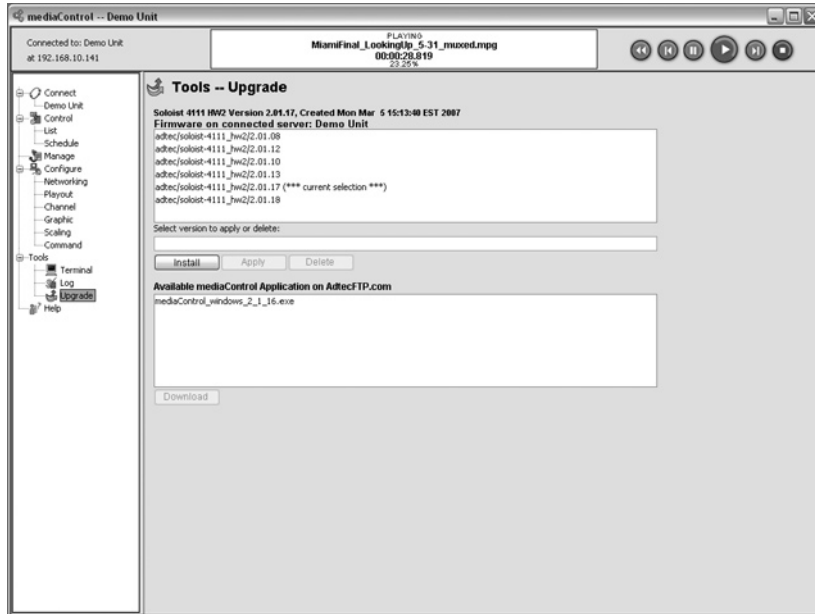 mediaControl -- Demo Unit
Connected to: Demo Unit
at 192.168.10.141
PLAYING
MiamiFinal_LookingUp_5-31_muxed.mpg
00:00:28.819
23.25%
Connect
Demo Unit
Control
List
Schedule
Manage
Configure
Networking
Playout
Channel
Graphic
Scaling
Command
Tools
Terminal
Log
Upgrade
Help
Tools -- Upgrade
Soloist 4111 HW2 Version 2.01.17, Created Mon Mar 5 15:13:40 EST 2007
Firmware on connected server: Demo Unit
adtec/soloist-4111_hw2/2.01.08
adtec/soloist-4111_hw2/2.01.12
adtec/soloist-4111_hw2/2.01.10
adtec/soloist-4111_hw2/2.01.13
adtec/soloist-4111_hw2/2.01.17 (*** current selection ***)
adtec/soloist-4111_hw2/2.01.18
Select version to apply or delete:
Install Apply Delete
Available mediaControl Application on AdtecFTP.com
mediaControl_windows_2_1_16.exe
Download